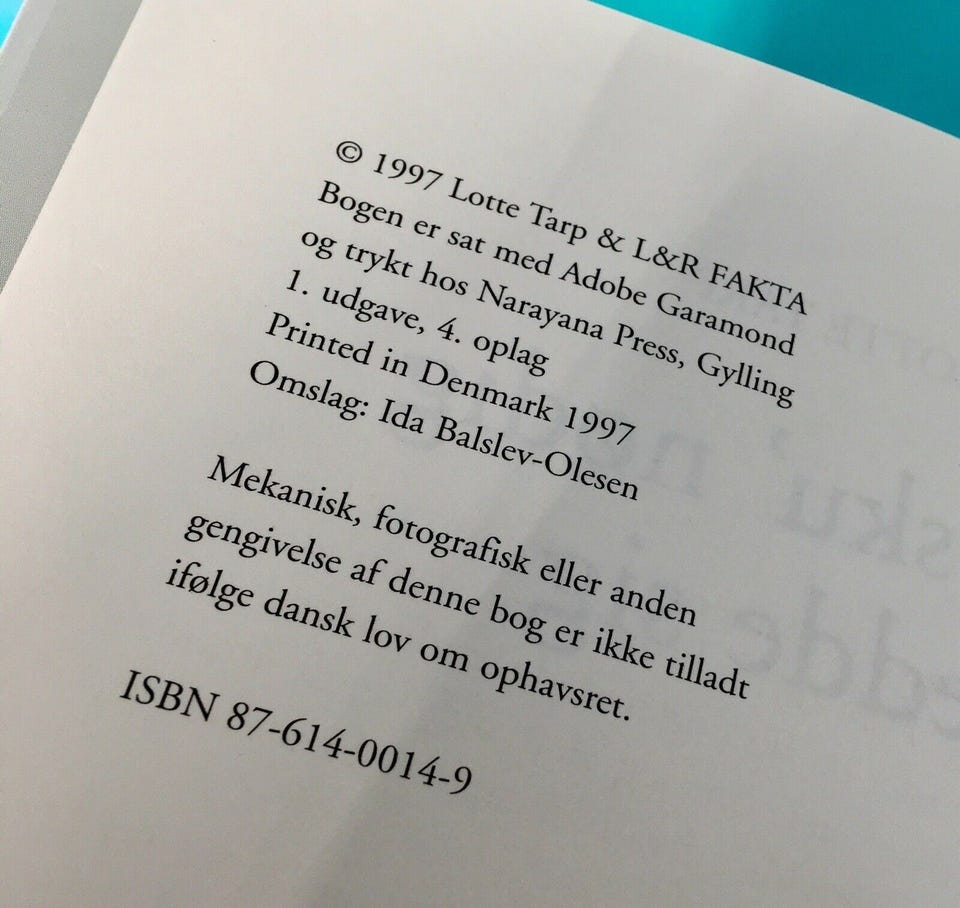 © 1997 Lotte Tarp & L&R FAKTA
Bogen er sat med Adobe Garamond
og trykt hos Narayana Press, Gylling
1. udgave, 4. oplag
Printed in Denmark 1997
Omslag: Ida Balslev-Olesen
Mekanisk, fotografisk eller anden
gengivelse af denne bog er ikke tilladt
ifølge dansk lov om ophavsret.
ISBN 87-614-0014-9